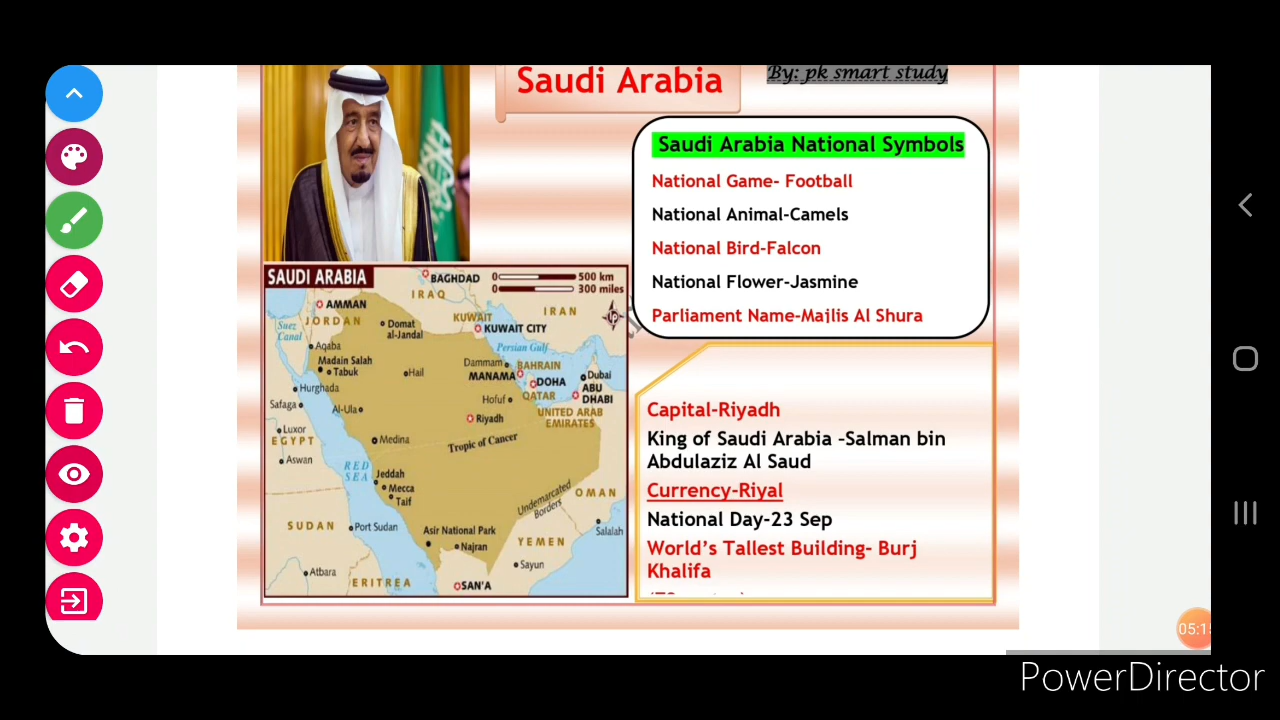 Saudi Arabia
By: pk smart study
Saudi Arabia National Symbols
National Game- Football
National Animal-Camels
National Bird-Falcon
National Flower-Jasmine
Parliament Name-Majlis Al Shura
SAUDI ARABIA
0 500 km
0 300 miles
BAGHDAD
IRAQ
IRAN
AMMAN
JORDAN
Suez
Canal
Domat
al-Jandal
KUWAIT
KUWAIT CITY
Aqaba
Persian Gulf
Madain Salah
Tabuk
Hail
Dammam
MANAMA
BAHRAIN
Dubai
DOHA
ABU
DHABI
QATAR
Hurghada
Safaga
Al-Ula
Hofuf
Riyadh
UNITED ARAB
EMIRATES
Luxor
EGYPT
Aswan
Medina
Tropic of Cancer
RED
SEA
Jeddah
Mecca
Taif
Undemarcated
Borders
OMAN
SUDAN
Port Sudan
Asir National Park
Najran
YEMEN
Salalah
Sayun
Atbara
ERITREA
SAN'A
Capital-Riyadh
King of Saudi Arabia –Salman bin
Abdulaziz Al Saud
Currency-Riyal
National Day-23 Sep
World's Tallest Building- Burj
Khalifa
05:15
PowerDirector